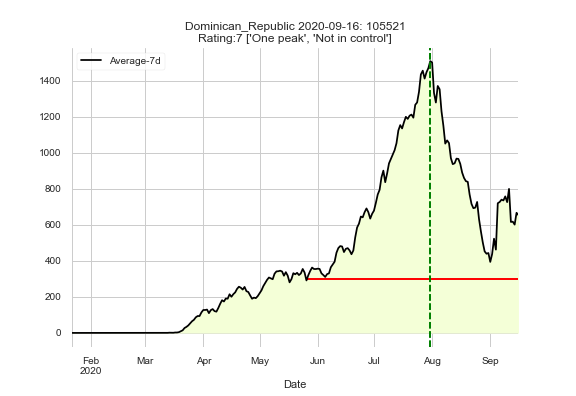 Dominican_Republic 2020-09-16: 105521
Rating:7 ['One peak', 'Not in control']
Average-7d
1400
1200
1000
800
600
400
200
0
Feb Mar Apr May Jun Jul Aug Sep
2020
Date